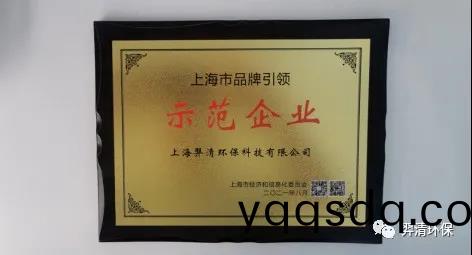 上海市品牌引领
示范企业
上海羿清环保科技有限公司
上海市经济和信息化委员会
二〇二一年八月
yqqsdq.com
羿清环保